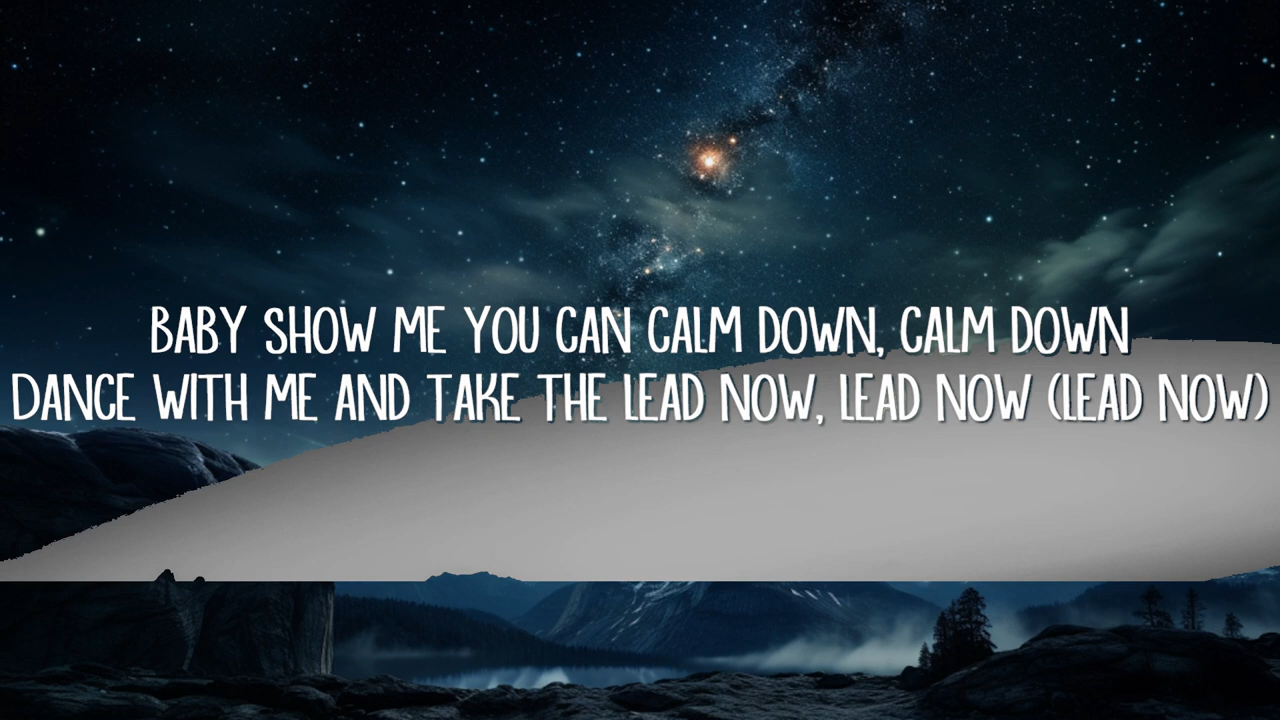 BABY SHOW ME YOU CAN CALM DOWN, CALM DOWN
DANCE WITH ME AND TAKE THE LEAD NOW, LEAD NOW (LEAD NOW)